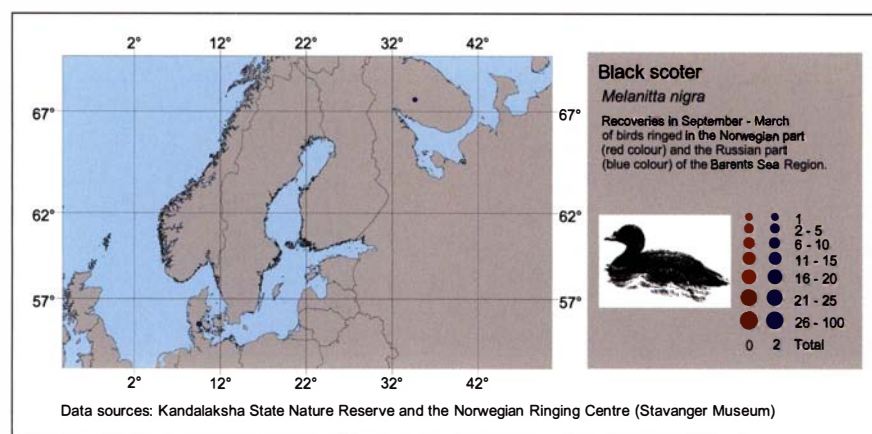 2° 12° 22° 32° 42°
67° 67°
62° 62°
57° 57°
2° 12° 22° 32° 42°
Black scoter
Melanitta nigra
Recoveries in September - March
of birds ringed in the Norwegian part
(red colour) and the Russian part
(blue colour) of the Barents Sea Region.
1
2 - 5
6 - 10
11 - 15
16 - 20
21 - 25
26 - 100
0 2 Total
Data sources: Kandalaksha State Nature Reserve and the Norwegian Ringing Centre (Stavanger Museum)